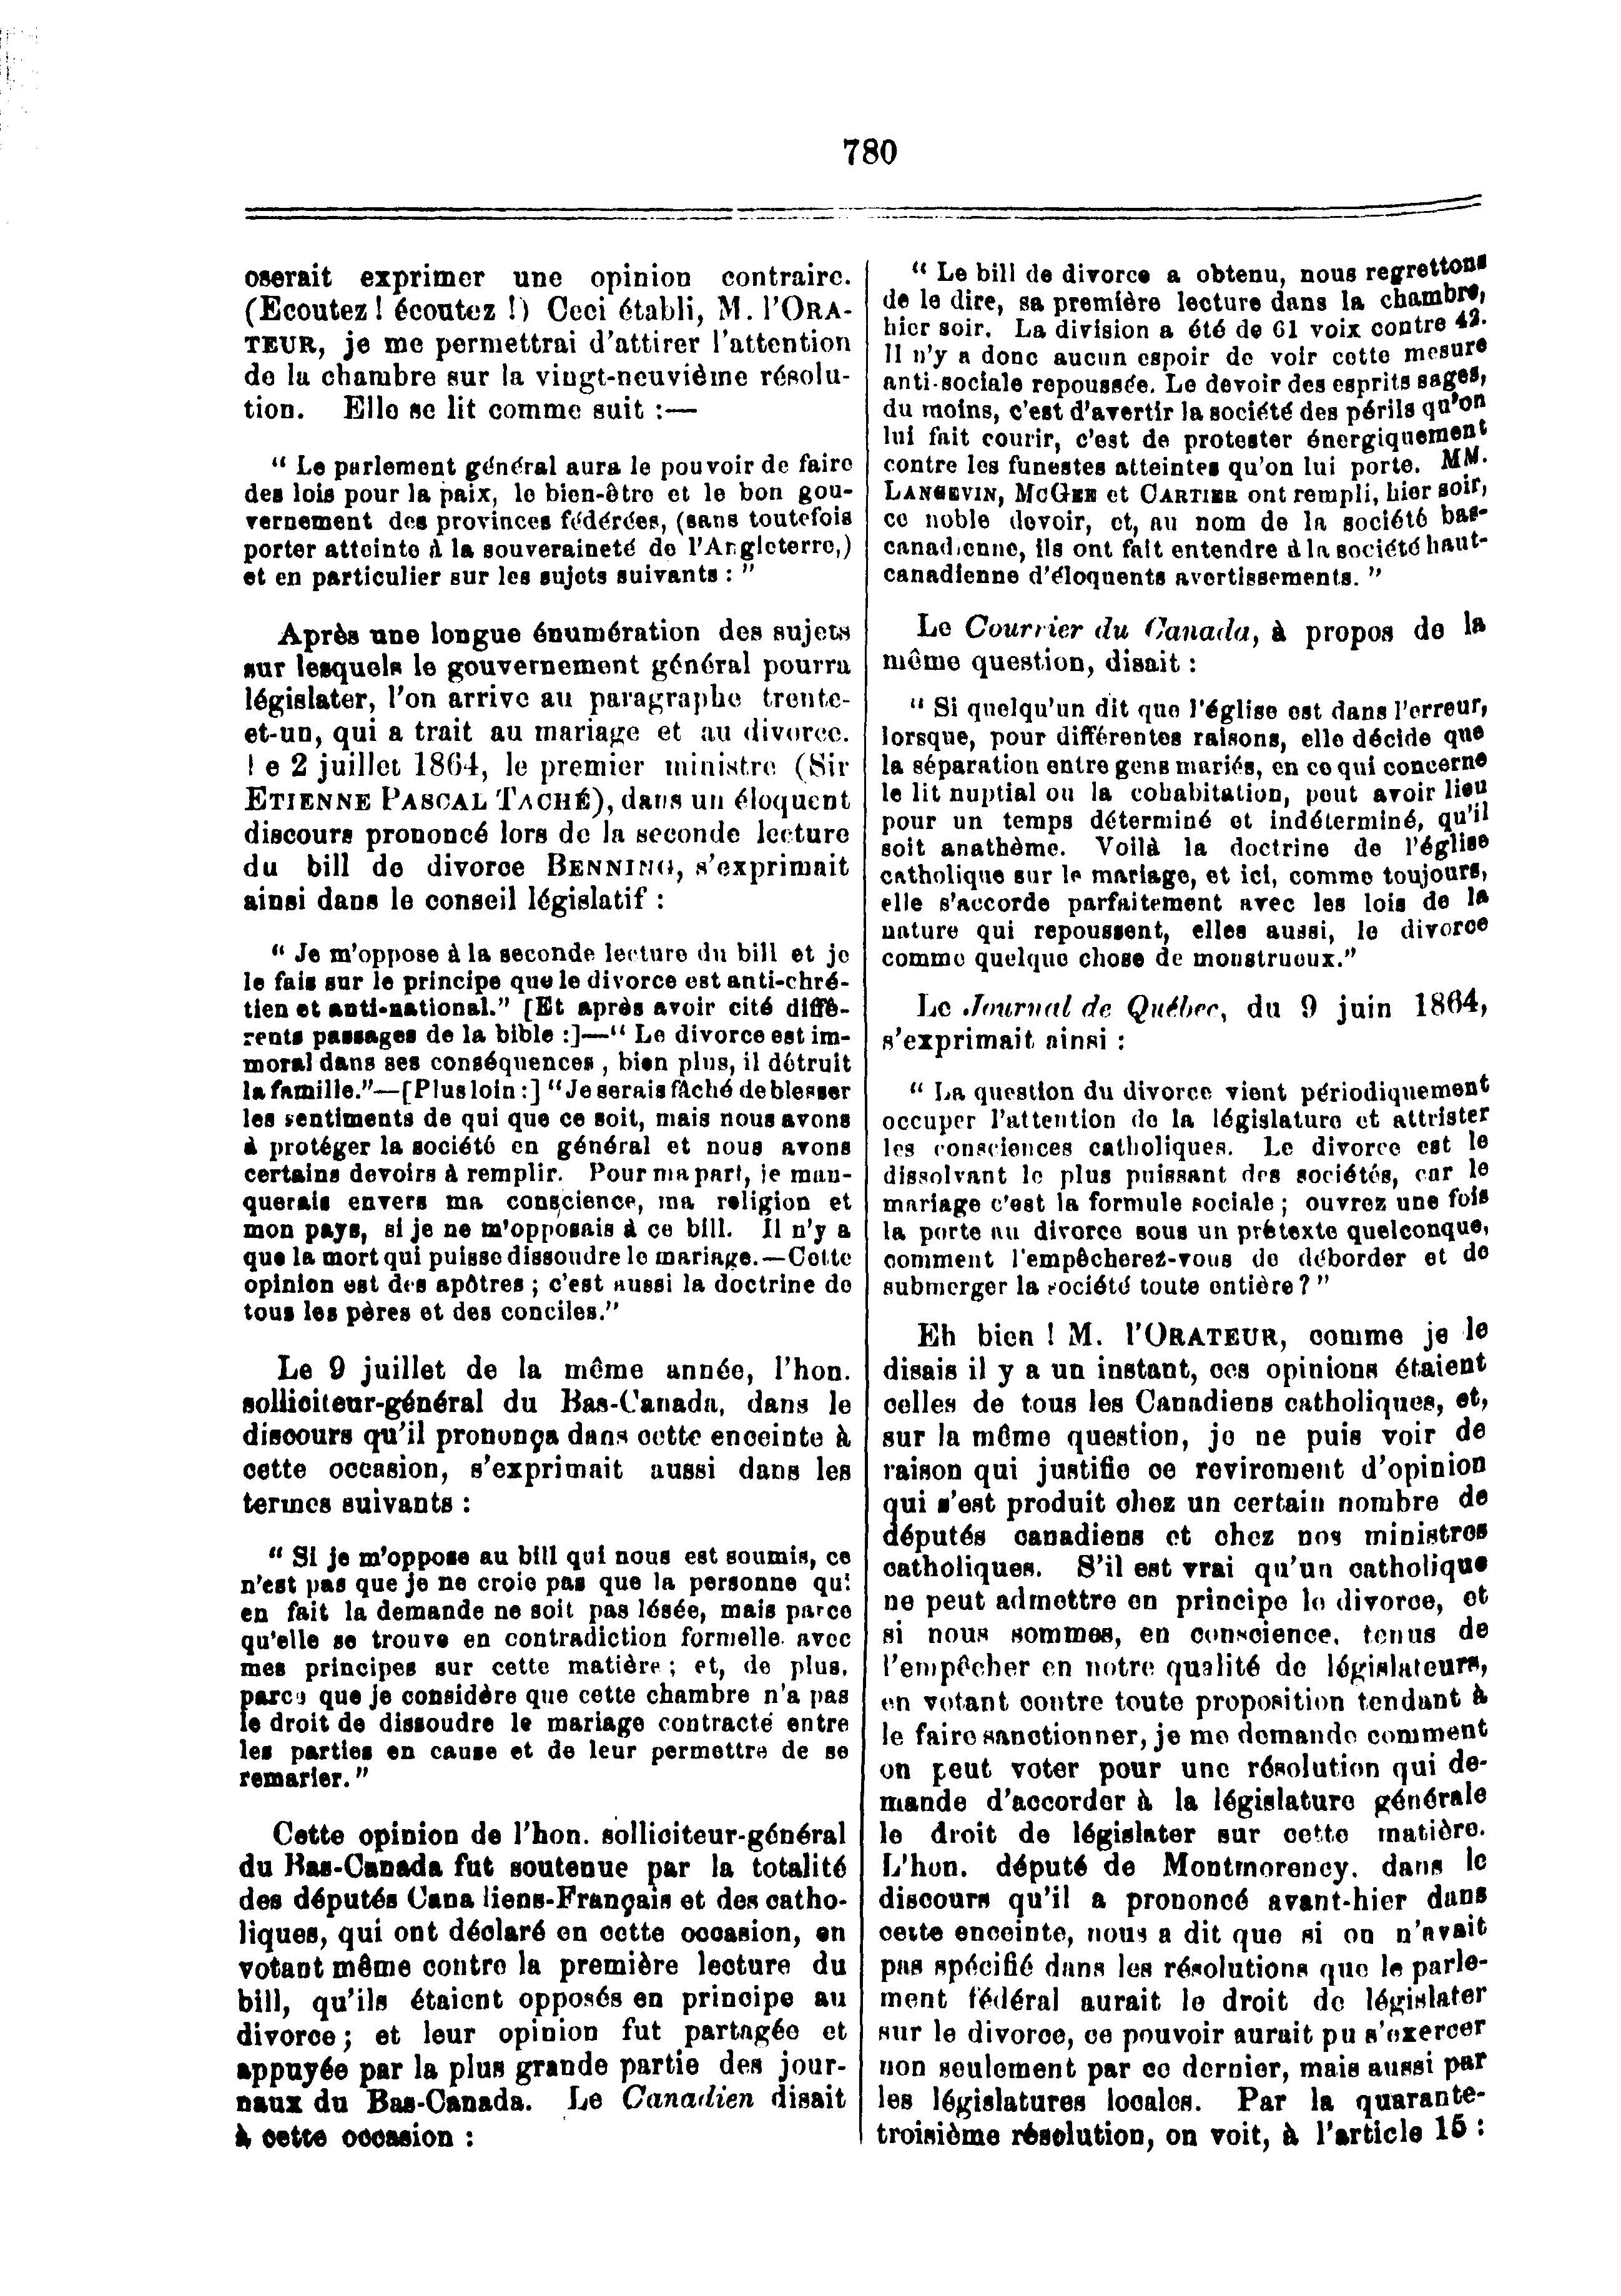 780
oserait exprimer une opinion contraire.
(Ecoutez ! écoutez !) Ceci établi, M. l'ORA-
TEUR, je me permettrai d'attirer l'attention
de la chambre sur la vingt-neuvième résolu-
tion. Elle se lit comme suit :—
“ Le parlement général aura le pouvoir de faire
des lois pour la paix, le bien-être et le bon gou-
vernement des provinces fédérées, (sans toutefois
porter atteinte à la souveraineté de l'Angleterre,)
et en particulier sur les sujets suivants : ”
Après une longue énumération des sujets
sur lesquels le gouvernement général pourra
législater, l'on arrive au paragraphe trente-
et-un, qui a trait au mariage et au divorce.
Le 2 juillet 1864, le premier ministre (Sir
ETIENNE PASCAL TACHÉ), dans un éloquent
discours prononcé lors de la seconde lecture
du bill de divorce BENNING, s'exprimait
ainsi dans le conseil législatif :
“ Je m'oppose à la seconde lecture du bill et je
le fais sur le principe que le divorce est anti-chré-
tien et anti-national.” [Et après avoir cité diffé-
rents passages de la bible :]—“ Le divorce est im-
moral dans ses conséquences , bien plus, il détruit
la famille.”—[Plus loin :] “ Je serais fâché de blesser
les sentiments de qui que ce soit, mais nous avons
à protéger la société en général et nous avons
certains devoirs à remplir. Pour ma part, je man-
querais envers ma conscience, ma religion et
mon pays, si je ne m'opposais à ce bill. Il n'y a
que la mort qui puisse dissoudre le mariage.—Cette
opinion est des apôtres ; c'est aussi la doctrine de
tous les pères et des conciles.”
Le 9 juillet de la même année, l'hon.
solliciteur-général du Bas-Canada, dans le
discours qu'il prononça dans cette enceinte à
cette occasion, s'exprimait aussi dans les
termes suivants :
“ Si je m'oppose au bill qui nous est soumis, ce
n'est pas que je ne croie pas que la personne qui
en fait la demande ne soit pas lésée, mais parce
qu'elle se trouve en contradiction formelle avec
mes principes sur cette matière ; et, de plus,
parce que je considère que cette chambre n'a pas
le droit de dissoudre le mariage contracté entre
les parties en cause et de leur permettre de se
remarier. ”
Cette opinion de l'hon. solliciteur-général
du Bas-Canada fut soutenue par la totalité
des députés Canadiens-Français et des catho-
liques, qui ont déclaré en cette occasion, en
votant même contre la première lecture du
bill, qu'ils étaient opposés en principe au
divorce ; et leur opinion fut partagée et
appuyée par la plus grande partie des jour-
naux du Bas-Canada. Le Canadien disait
à cette occasion :
“ Le bill de divorce a obtenu, nous regrettons
de le dire, sa première lecture dans la chambre,
hier soir. La division a été de 61 voix contre 42.
Il n'y a donc aucun espoir de voir cette mesure
anti-sociale repoussée. Le devoir des esprits sages,
du moins, c'est d'avertir la société des périls qu'on
lui fait courir, c'est de protester énergiquement
contre les funestes atteintes qu'on lui porte. MM.
LANGEVIN, MCGEE et CARTIER ont rempli, hier soir,
ce noble devoir, et, au nom de la société bas-
canadienne, ils ont fait entendre à la société haut-
canadienne d'éloquents avertissements. ”
Le Courrier du Canada, à propos de la
même question, disait :
“ Si quelqu'un dit que l'église est dans l'erreur,
lorsque, pour différentes raisons, elle décide que
la séparation entre gens mariés, en ce qui concerne
le lit nuptial ou la cohabitation, peut avoir lieu
pour un temps déterminé et indéterminé, qu'il
soit anathème. Voilà la doctrine de l'église
catholique sur le mariage, et ici, comme toujours,
elle s'accorde parfaitement avec les lois de la
nature qui repoussent, elles aussi, le divorce
comme quelque chose de monstrueux.”
Le Journal de Québec, du 9 juin 1864,
s'exprimait ainsi :
“ La question du divorce vient périodiquement
occuper l'attention de la législature et attrister
les consciences catholiques. Le divorce est le
dissolvant le plus puissant des sociétés, car le
mariage c'est la formule sociale ; ouvrez une fois
la porte au divorce sous un prétexte quelconque,
comment l'empêcherez-vous de déborder et de
submerger la société toute entière ? ”
Eh bien ! M. l'ORATEUR, comme je le
disais il y a un instant, ces opinions étaient
celles de tous les Canadiens catholiques, et,
sur la même question, je ne puis voir de
raison qui justifie ce revirement d'opinion
qui s'est produit chez un certain nombre de
députés canadiens et chez nos ministres
catholiques. S'il est vrai qu'un catholique
ne peut admettre en principe le divorce, et
si nous sommes, en conscience, tenus de
l'empêcher en notre qualité de législateurs,
en votant contre toute proposition tendant à
le faire sanctionner, je me demande comment
on peut voter pour une résolution qui de-
mande d'accorder à la législature générale
le droit de législater sur cette matière.
L'hon. député de Montmorency, dans le
discours qu'il a prononcé avant-hier dans
cette enceinte, nous a dit que si on n'avait
pas spécifié dans les résolutions que le parle-
ment fédéral aurait le droit de législater
sur le divorce, ce pouvoir aurait pu s'exercer
non seulement par ce dernier, mais aussi par
les législatures locales. Par la quarante-
troisième résolution, on voit, à l'article 15 :